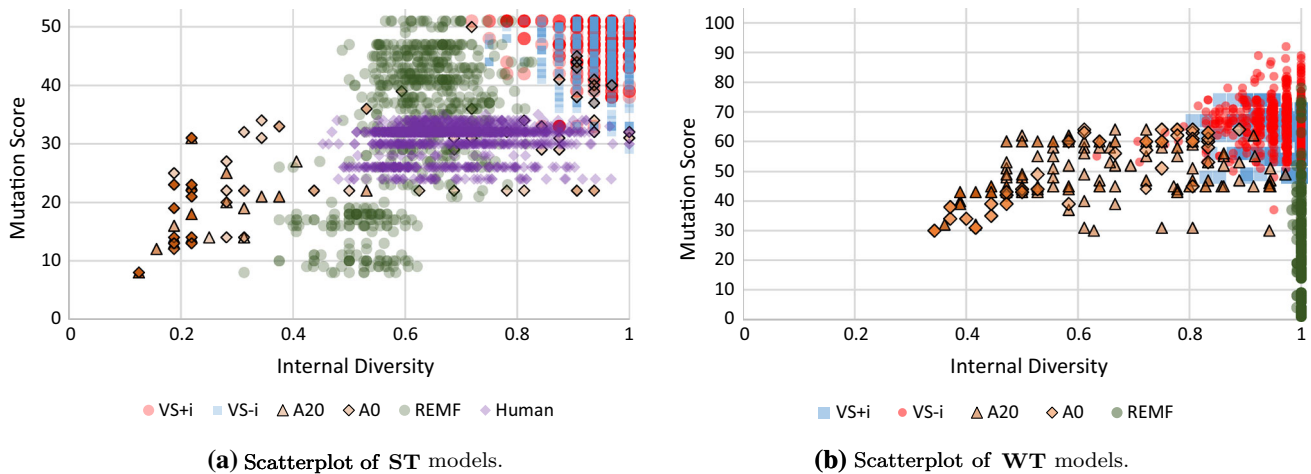 50
40
30
20
10
0
Mutation Score
0 0.2 0.4 0.6 0.8 1
Internal Diversity
VS+i VS-i A20 A0 REMF Human
(a) Scatterplot of ST models.
100
90
80
70
60
50
40
30
20
10
0
Mutation Score
0 0.2 0.4 0.6 0.8 1
Internal Diversity
VS+i VS-i A20 A0 REMF
(b) Scatterplot of WT models.